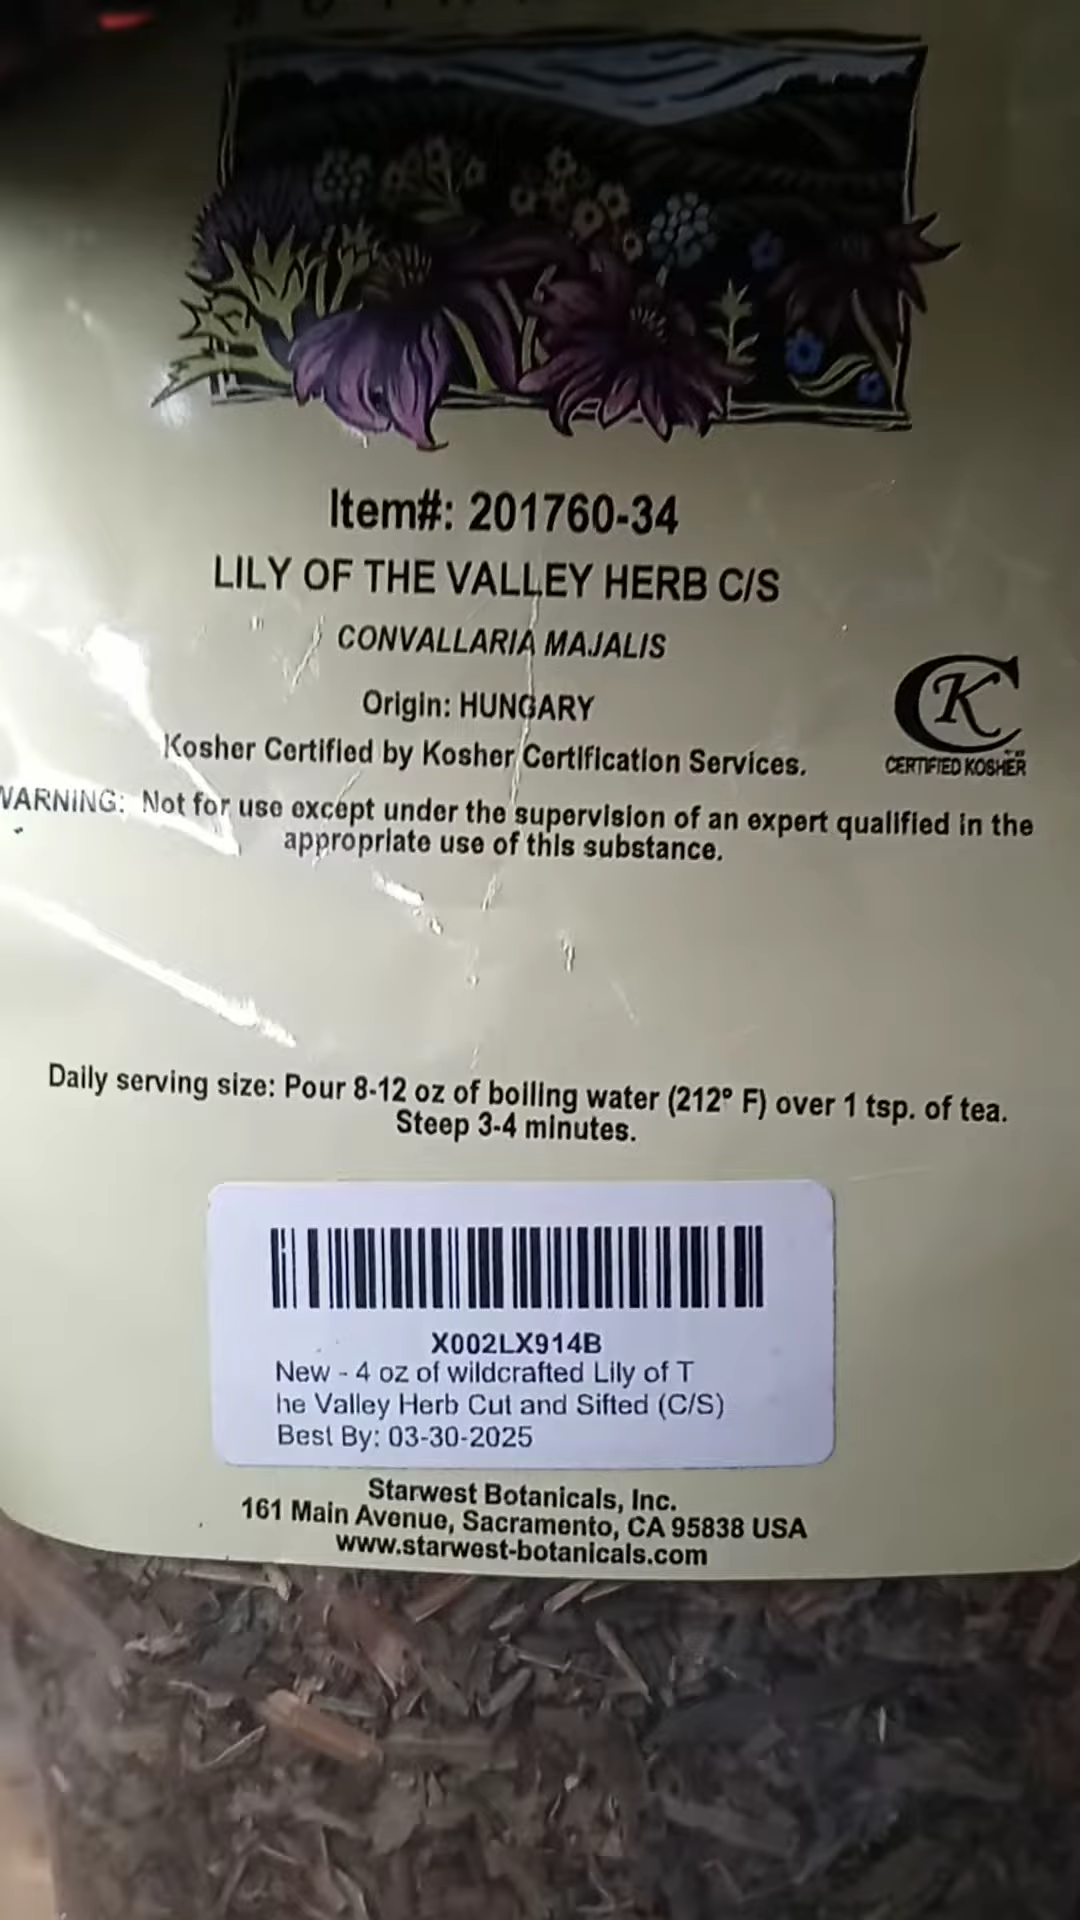 Item#: 201760-34
LILY OF THE VALLEY HERB C/S
CONVALLARIA MAJALIS
Origin: HUNGARY
Kosher Certified by Kosher Certification Services.
CK
CERTIFIED KOSHER
WARNING: Not for use except under the supervision of an expert qualified in the
appropriate use of this substance.
Daily serving size: Pour 8-12 oz of boiling water (212° F) over 1 tsp. of tea.
Steep 3-4 minutes.
X002LX914B
New - 4 oz of wildcrafted Lily of T
he Valley Herb Cut and Sifted (C/S)
Best By: 03-30-2025
Starwest Botanicals, Inc.
161 Main Avenue, Sacramento, CA 95838 USA
www.starwest-botanicals.com